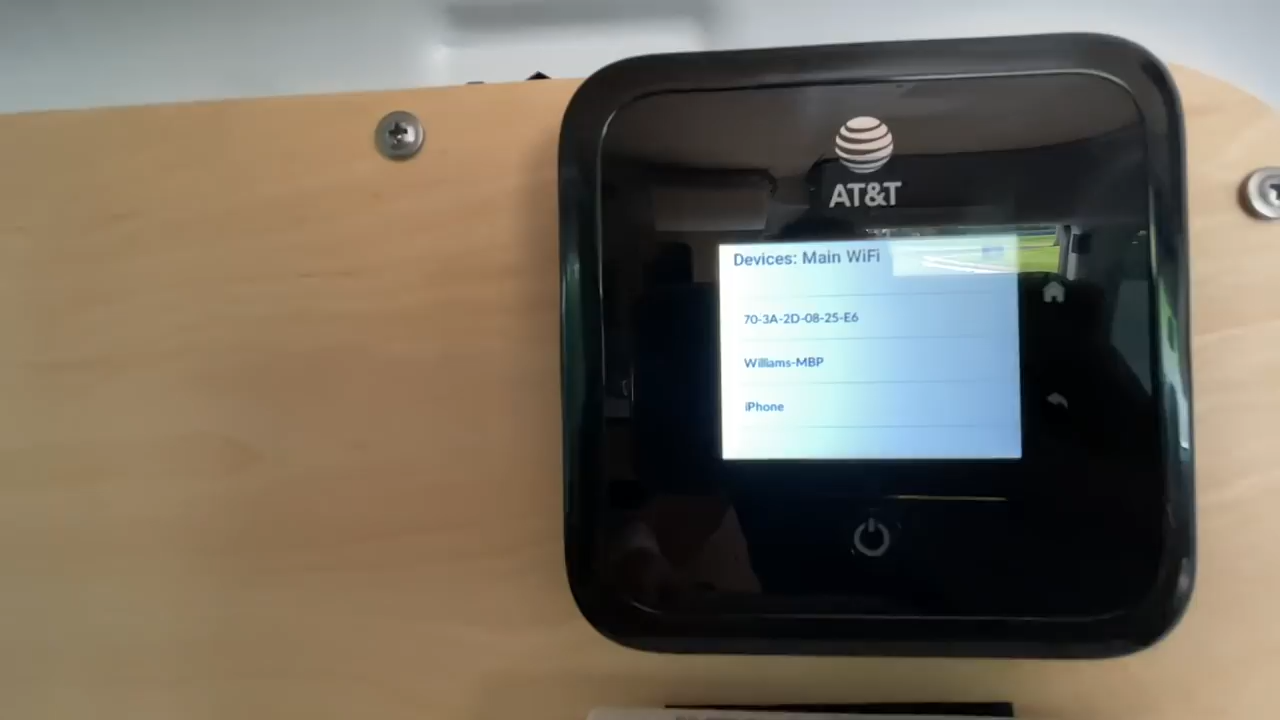 AT&T
Devices: Main WiFi
70-3A-2D-08-25-E6
Williams-MBP
iPhone